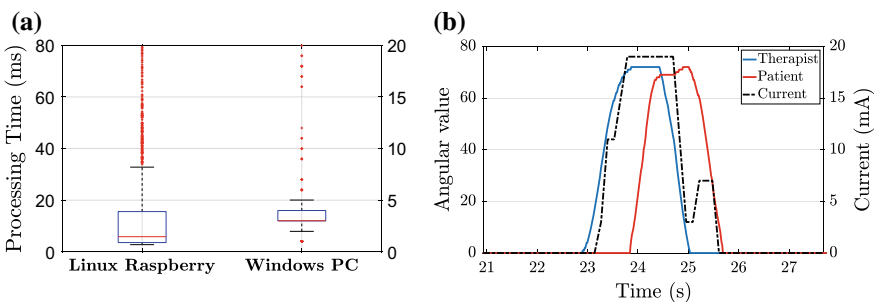 (a)
Processing Time (ms)
80
60
40
20
0
20
15
10
5
0
Linux Raspberry
Windows PC
(b)
Angular value
80
60
40
20
0
20
15
10
5
0
Current (mA)
Therapist
Patient
Current
21 22 23 24 25 26 27
Time (s)